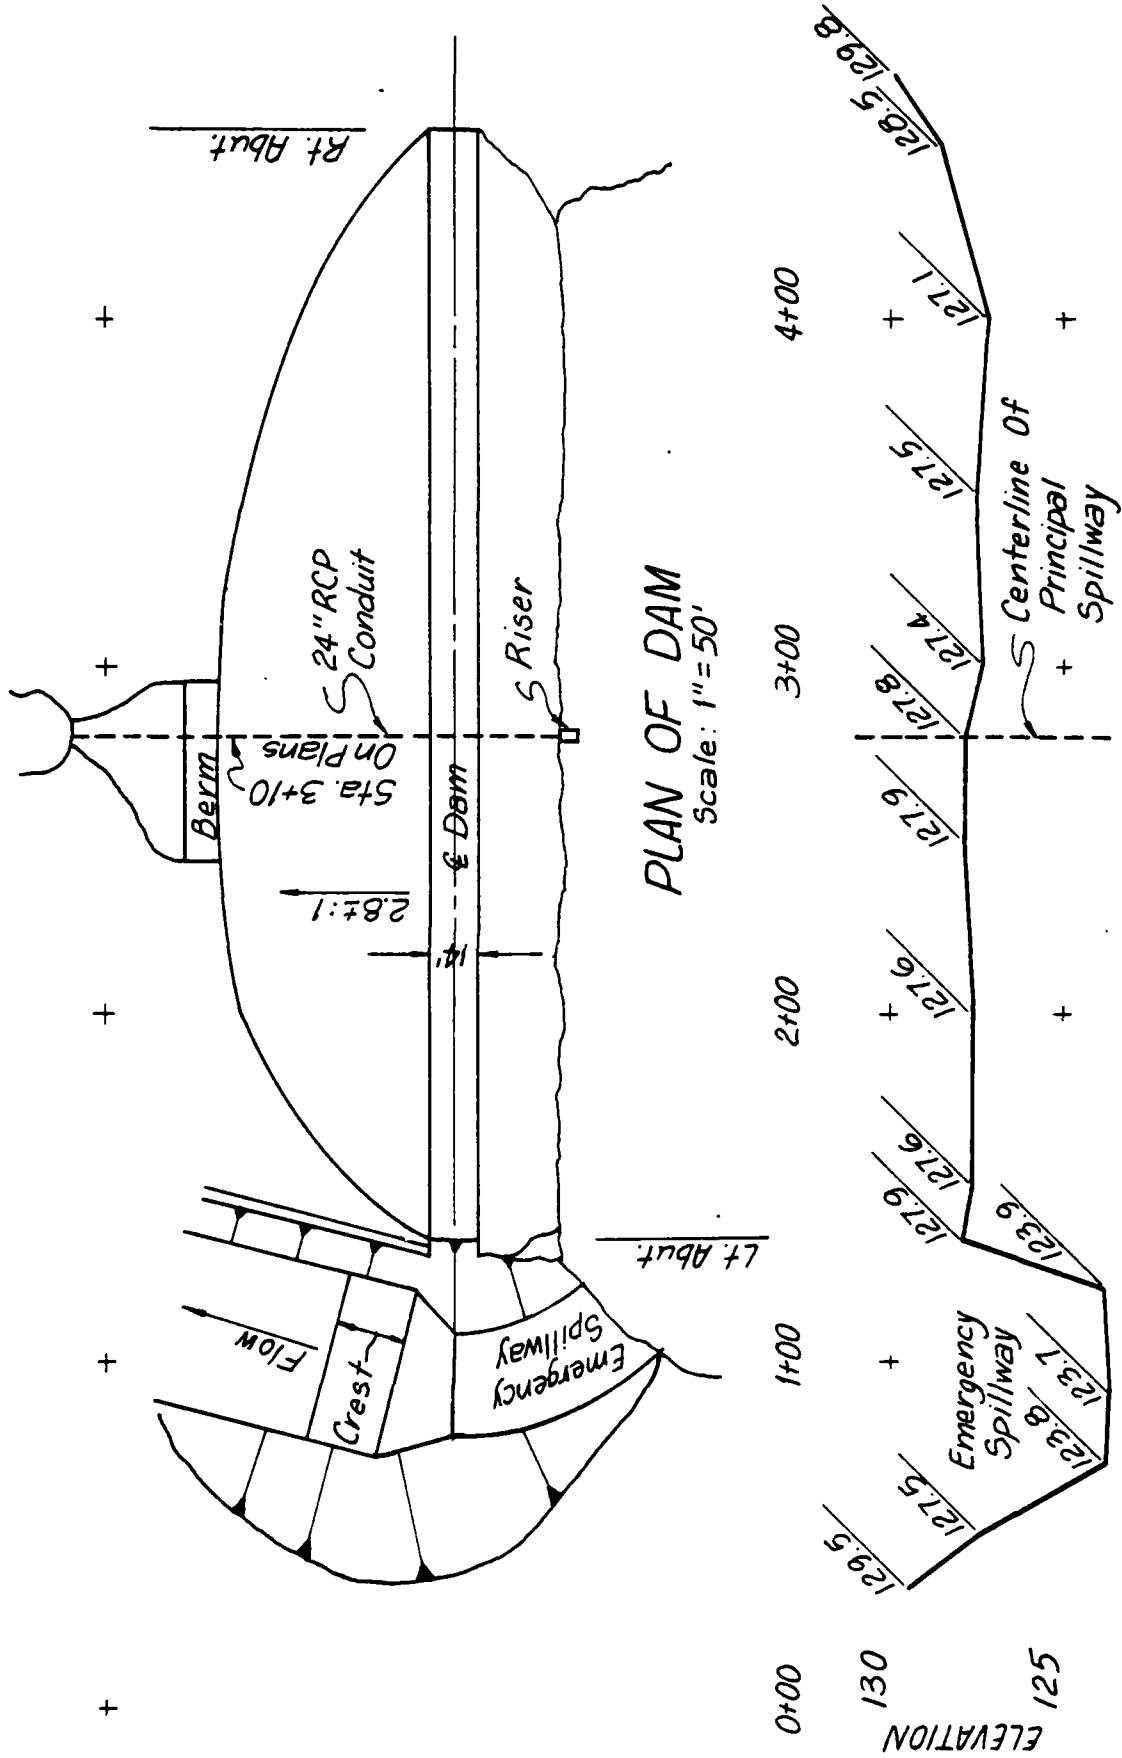 Rt. Abut.
24" RCP
Conduit
Sta. 3+10
On Plans
Berm
Riser
℄ Dam
2.8±:1
14'
Lt. Abut.
Flow
Crest
Emergency
Spillway
PLAN OF DAM
Scale: 1"=50'
0+00
1+00
2+00
3+00
4+00
ELEVATION
130
125
129.5
127.5
123.8
123.7
123.9
127.9
127.6
127.6
127.9
127.8
127.4
127.5
127.1
128.5
129.8
Emergency
Spillway
Centerline Of
Principal
Spillway